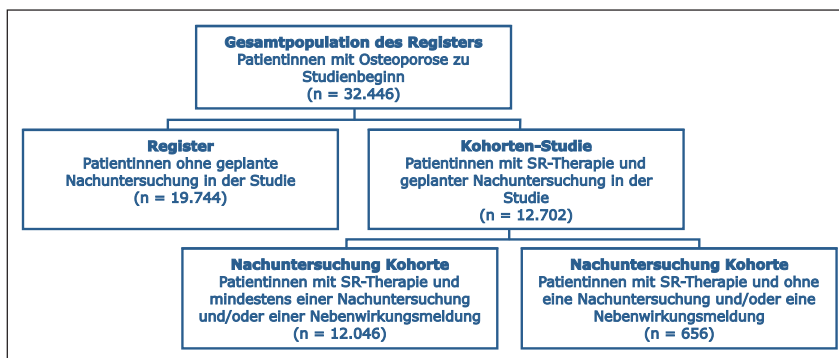 Gesamtpopulation des Registers
Patientinnen mit Osteoporose zu
Studienbeginn
(n = 32.446)
Register
Patientinnen ohne geplante
Nachuntersuchung in der Studie
(n = 19.744)
Kohorten-Studie
Patientinnen mit SR-Therapie und
geplanter Nachuntersuchung in der
Studie
(n = 12.702)
Nachuntersuchung Kohorte
Patientinnen mit SR-Therapie und
mindestens einer Nachuntersuchung
und/oder einer Nebenwirkungsmeldung
(n = 12.046)
Nachuntersuchung Kohorte
Patientinnen mit SR-Therapie und ohne
eine Nachuntersuchung und/oder eine
Nebenwirkungsmeldung
(n = 656)